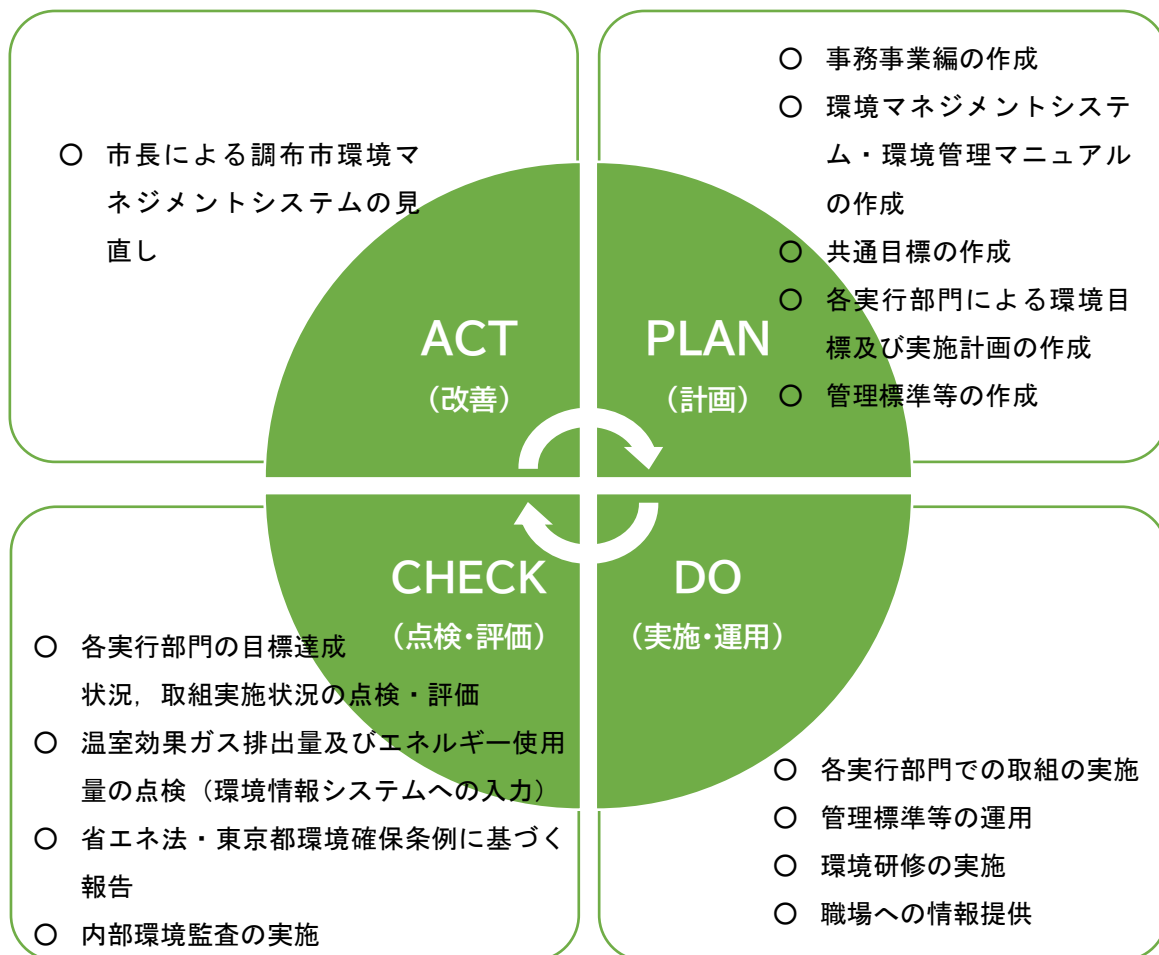 〇 市長による調布市環境マ
ネジメントシステムの見
直し
ACT
（改善）
〇 事務事業編の作成
〇 環境マネジメントシステ
ム・環境管理マニュアル
の作成
〇 共通目標の作成
〇 各実行部門による環境目
標及び実施計画の作成
〇 管理標準等の作成
PLAN
（計画）
CHECK
（点検・評価）
〇 各実行部門の目標達成
状況，取組実施状況の点検・評価
〇 温室効果ガス排出量及びエネルギー使用
量の点検（環境情報システムへの入力）
〇 省エネ法・東京都環境確保条例に基づく
報告
〇 内部環境監査の実施
DO
（実施・運用）
〇 各実行部門での取組の実施
〇 管理標準等の運用
〇 環境研修の実施
〇 職場への情報提供